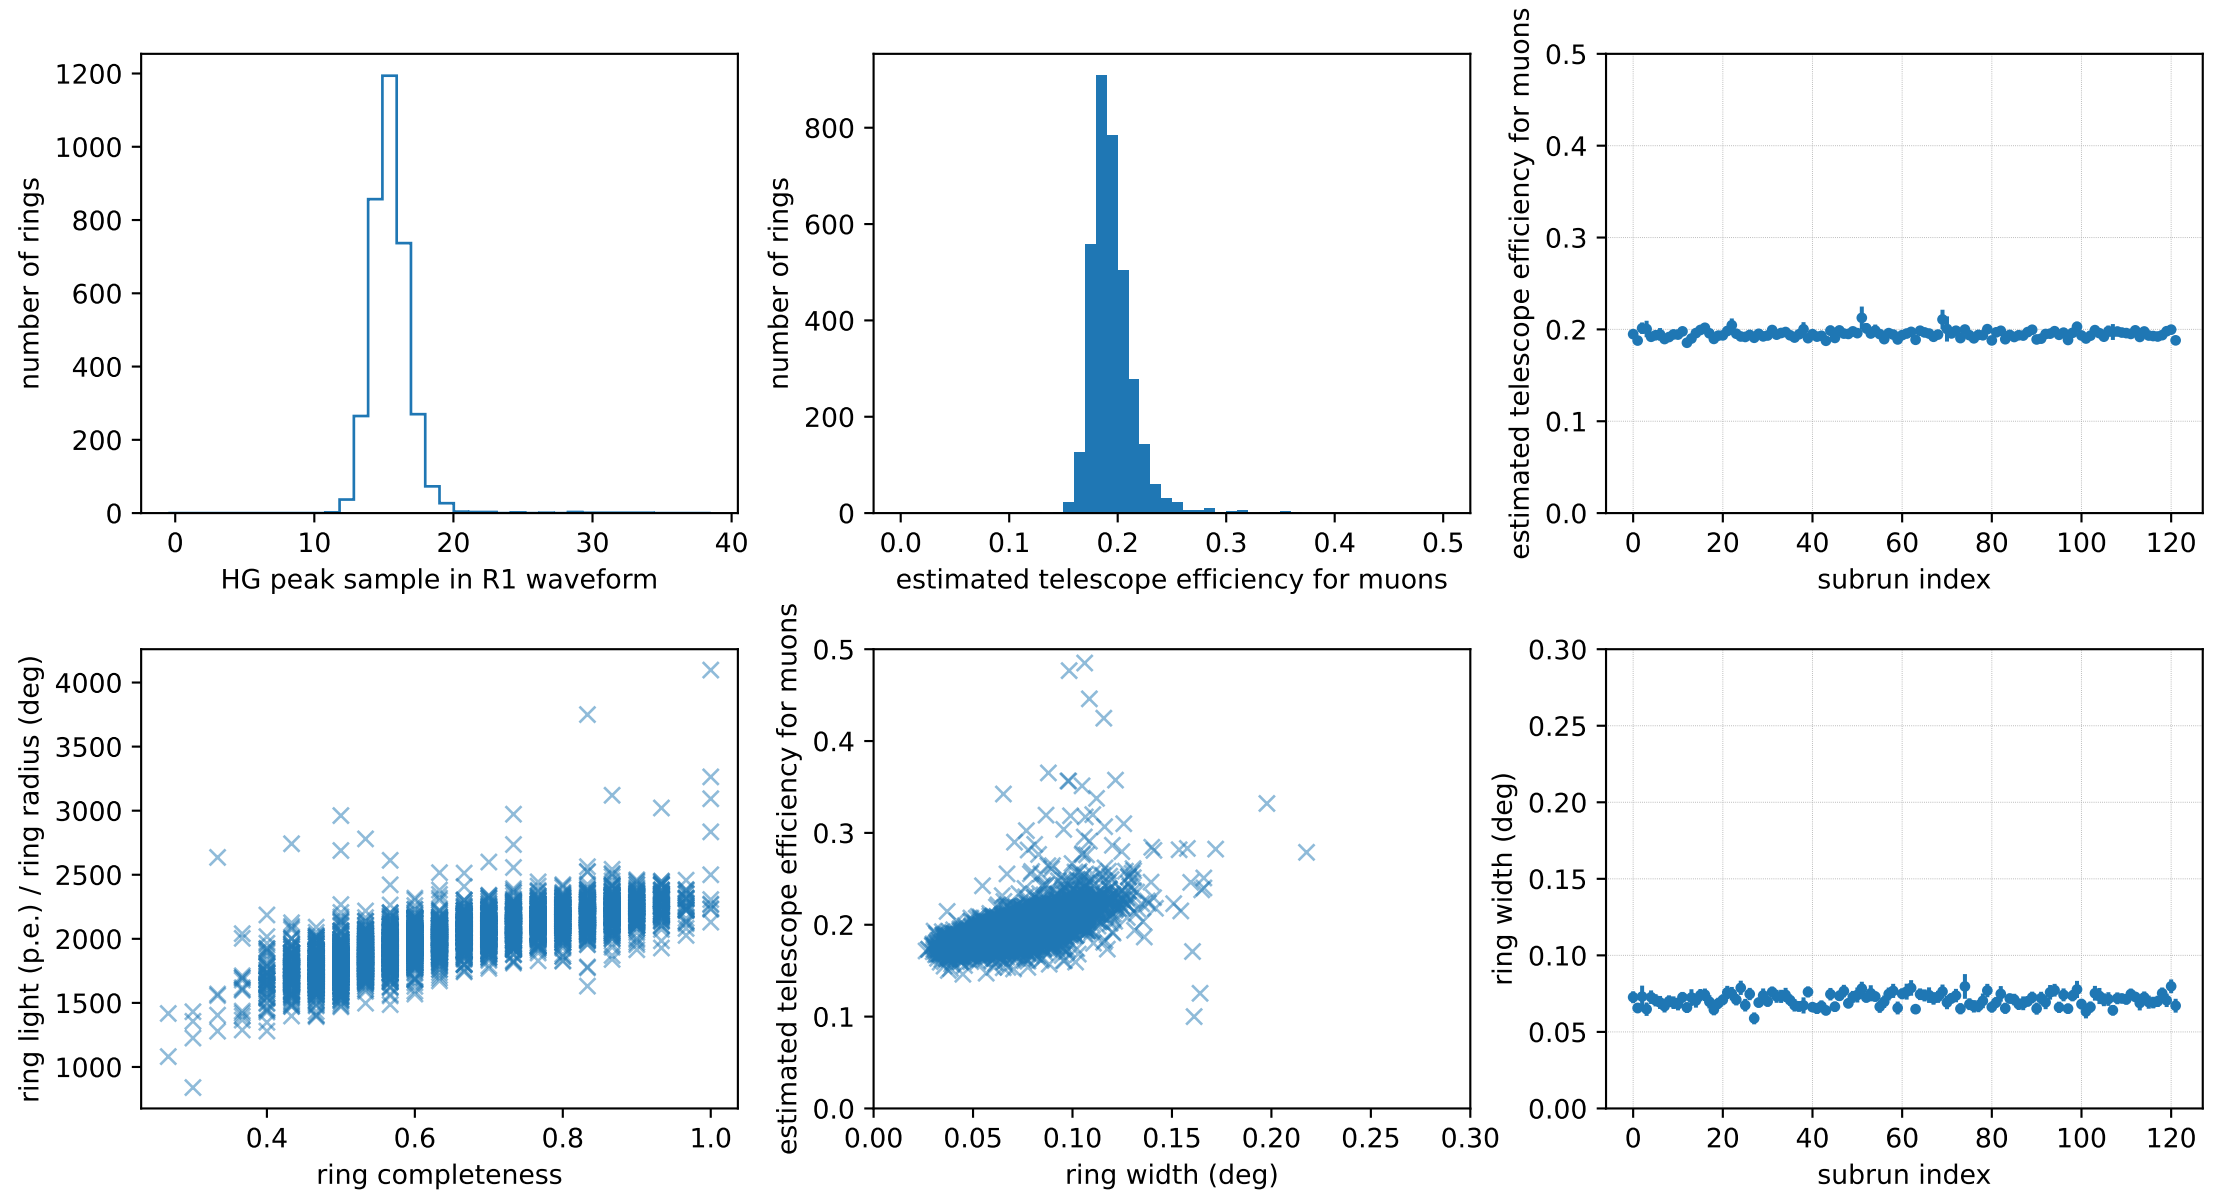 number of rings
1200
1000
800
600
400
200
0
0 10 20 30 40
HG peak sample in R1 waveform
number of rings
800
600
400
200
0
0.0 0.1 0.2 0.3 0.4 0.5
estimated telescope efficiency for muons
estimated telescope efficiency for muons
0.5
0.4
0.3
0.2
0.1
0.0
0 20 40 60 80 100 120
subrun index
ring light (p.e.) / ring radius (deg)
4000
3500
3000
2500
2000
1500
1000
0.4 0.6 0.8 1.0
ring completeness
estimated telescope efficiency for muons
0.5
0.4
0.3
0.2
0.1
0.0
0.00 0.05 0.10 0.15 0.20 0.25 0.30
ring width (deg)
ring width (deg)
0.30
0.25
0.20
0.15
0.10
0.05
0.00
0 20 40 60 80 100 120
subrun index